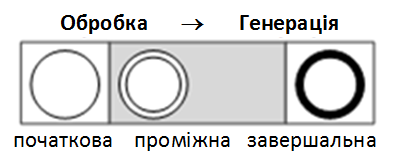 Обробка → Генерація
початкова проміжна завершальна